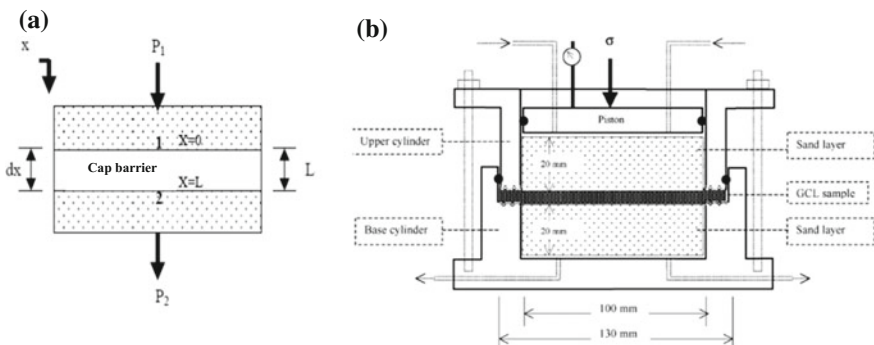 (a)
x
P1
1 X=0
dx
Cap barrier
L
X=L
2
P2
(b)
σ
Piston
Upper cylinder
20 mm
Sand layer
GCL sample
Base cylinder
20 mm
Sand layer
100 mm
130 mm